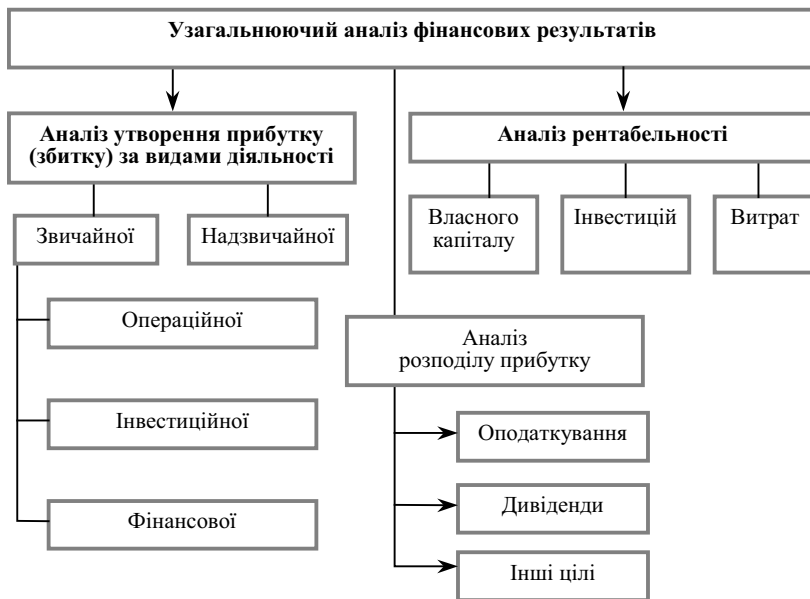 Узагальнюючий аналіз фінансових результатів
Аналіз утворення прибутку
(збитку) за видами діяльності
Аналіз рентабельності
Звичайної
Надзвичайної
Власного
капіталу
Інвестицій
Витрат
Операційної
Інвестиційної
Фінансової
Аналіз
розподілу прибутку
Оподаткування
Дивіденди
Інші цілі